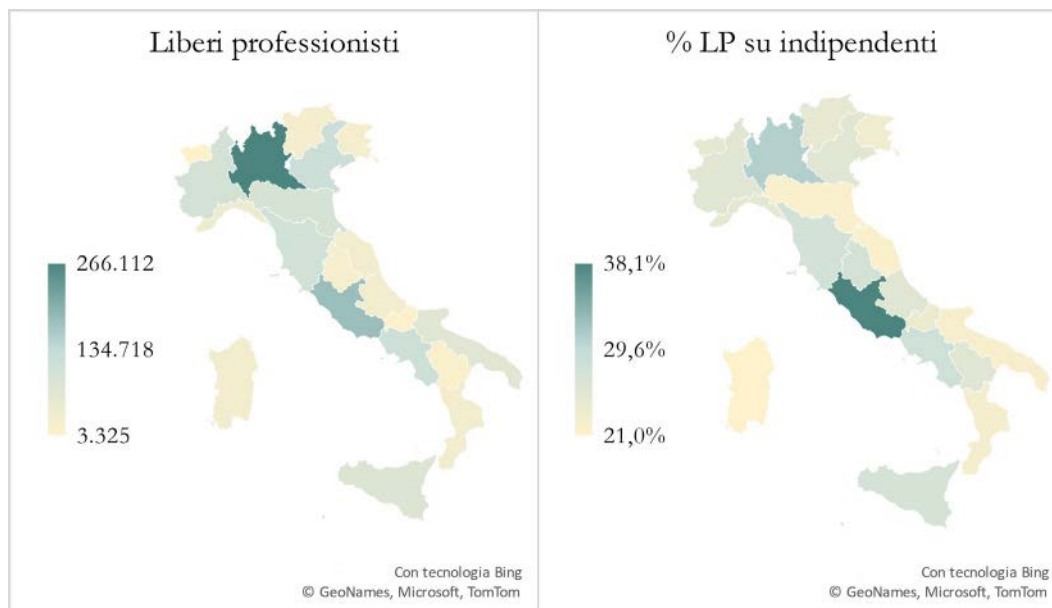 Liberi professionisti
266.112
134.718
3.325
Con tecnologia Bing
© GeoNames, Microsoft, TomTom
% LP su indipendenti
38,1%
29,6%
21,0%
Con tecnologia Bing
© GeoNames, Microsoft, TomTom